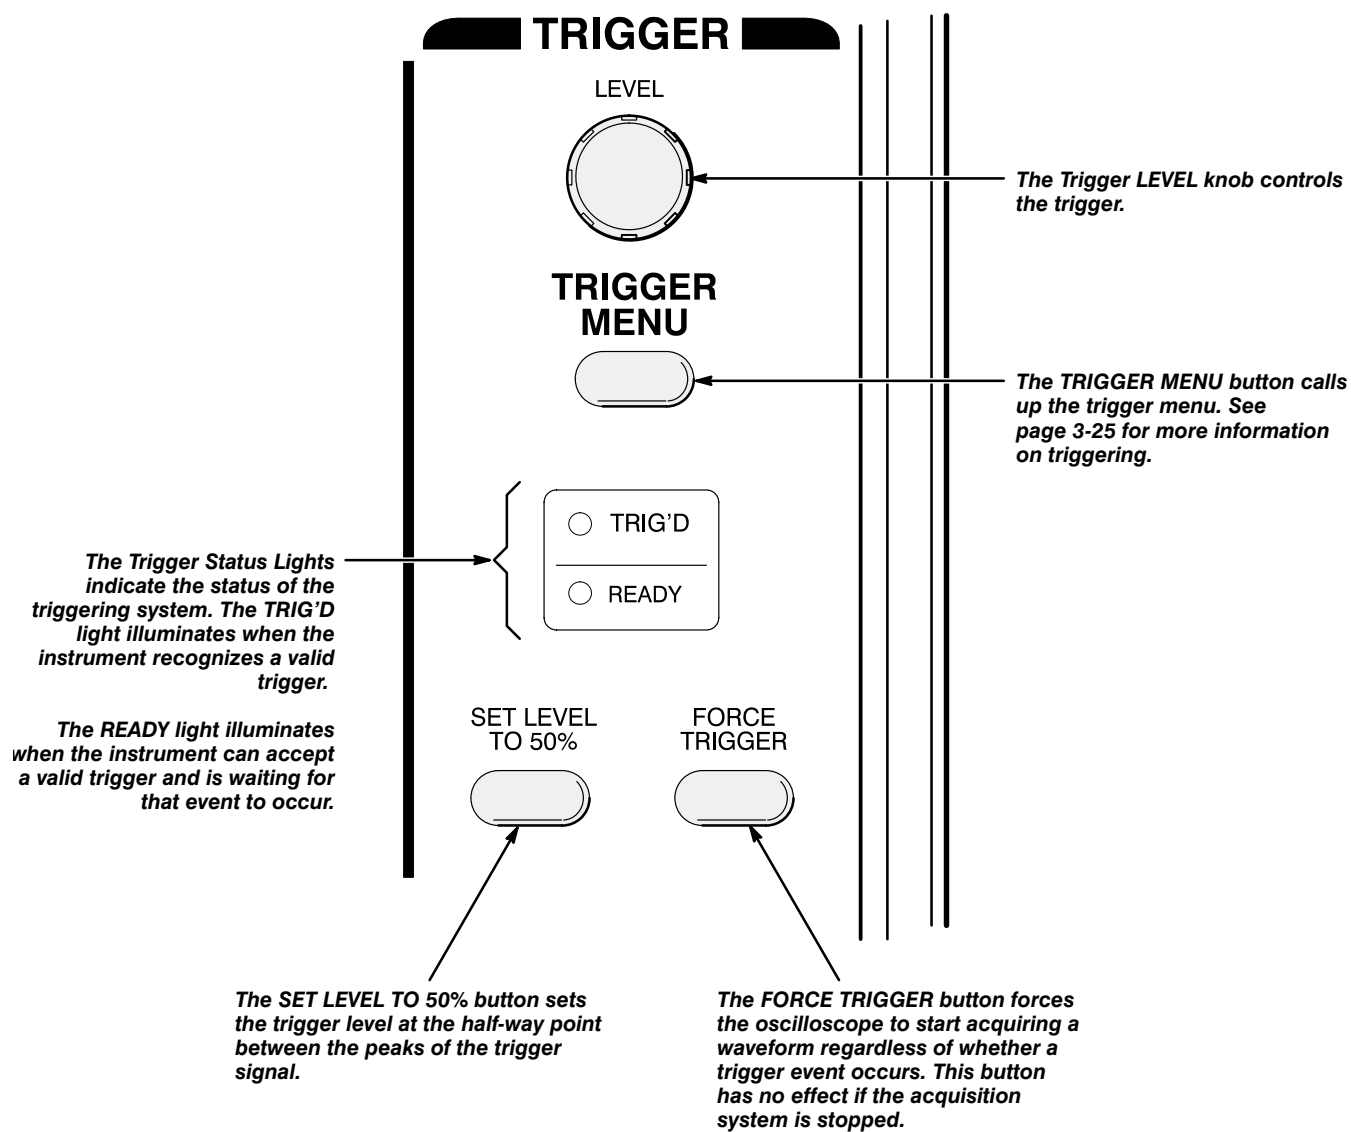 TRIGGER
LEVEL
The Trigger LEVEL knob controls
the trigger.
TRIGGER
MENU
The TRIGGER MENU button calls
up the trigger menu. See
page 3-25 for more information
on triggering.
TRIG'D
READY
The Trigger Status Lights
indicate the status of the
triggering system. The TRIG'D
light illuminates when the
instrument recognizes a valid
trigger.
The READY light illuminates
when the instrument can accept
a valid trigger and is waiting for
that event to occur.
SET LEVEL
TO 50%
FORCE
TRIGGER
The SET LEVEL TO 50% button sets
the trigger level at the half-way point
between the peaks of the trigger
signal.
The FORCE TRIGGER button forces
the oscilloscope to start acquiring a
waveform regardless of whether a
trigger event occurs. This button
has no effect if the acquisition
system is stopped.